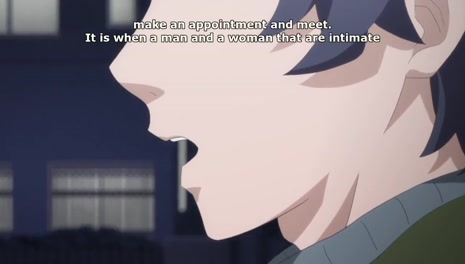 make an appointment and meet.
It is when a man and a woman that are intimate